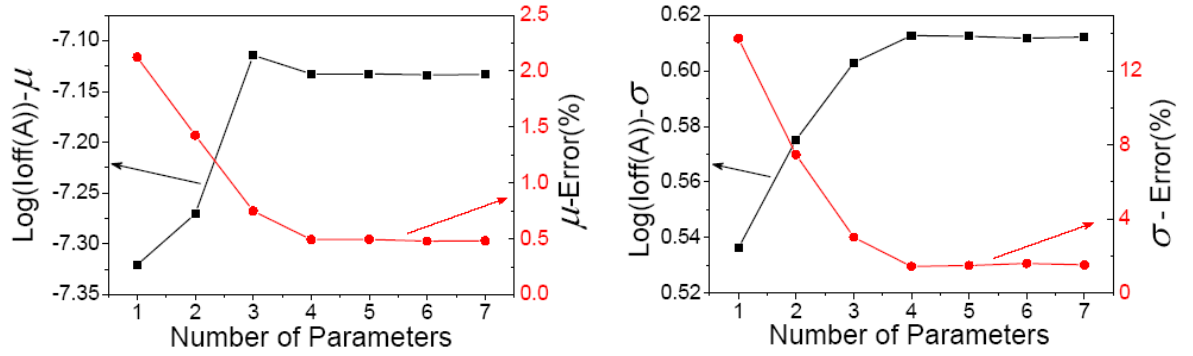 Log(Ioff(A))-μ
-7.10
-7.15
-7.20
-7.25
-7.30
-7.35
1 2 3 4 5 6 7
Number of Parameters
2.5
2.0
1.5
1.0
0.5
0.0
μ-Error(%)
Log(Ioff(A))-σ
0.62
0.60
0.58
0.56
0.54
0.52
1 2 3 4 5 6 7
Number of Parameters
12
8
4
0
σ- Error(%)